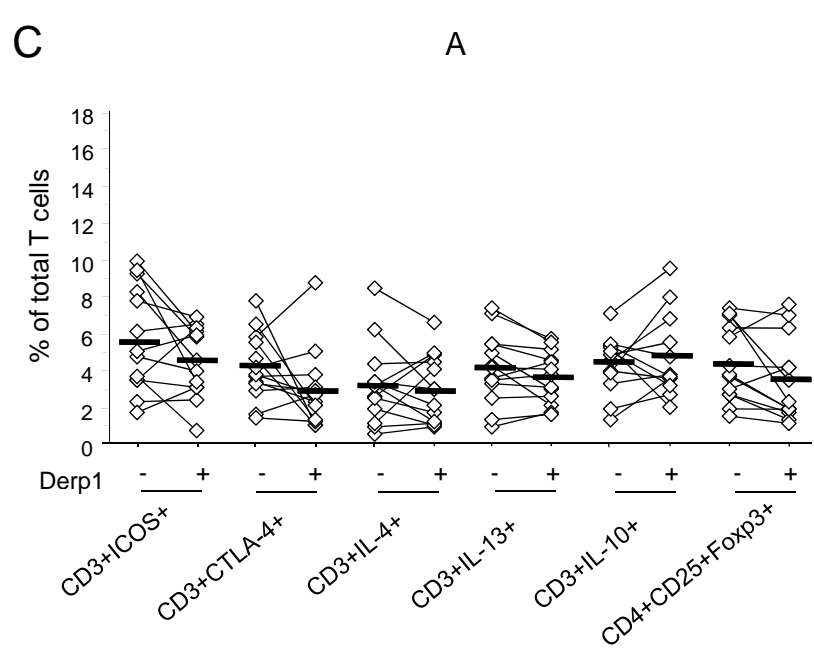 C
A
% of total T cells
18
16
14
12
10
8
6
4
2
0
Derp1 - + - + - + - + - + - +
CD3+ICOS+
CD3+CTLA-4+
CD3+IL-4+
CD3+IL-13+
CD3+IL-10+
CD4+CD25+Foxp3+